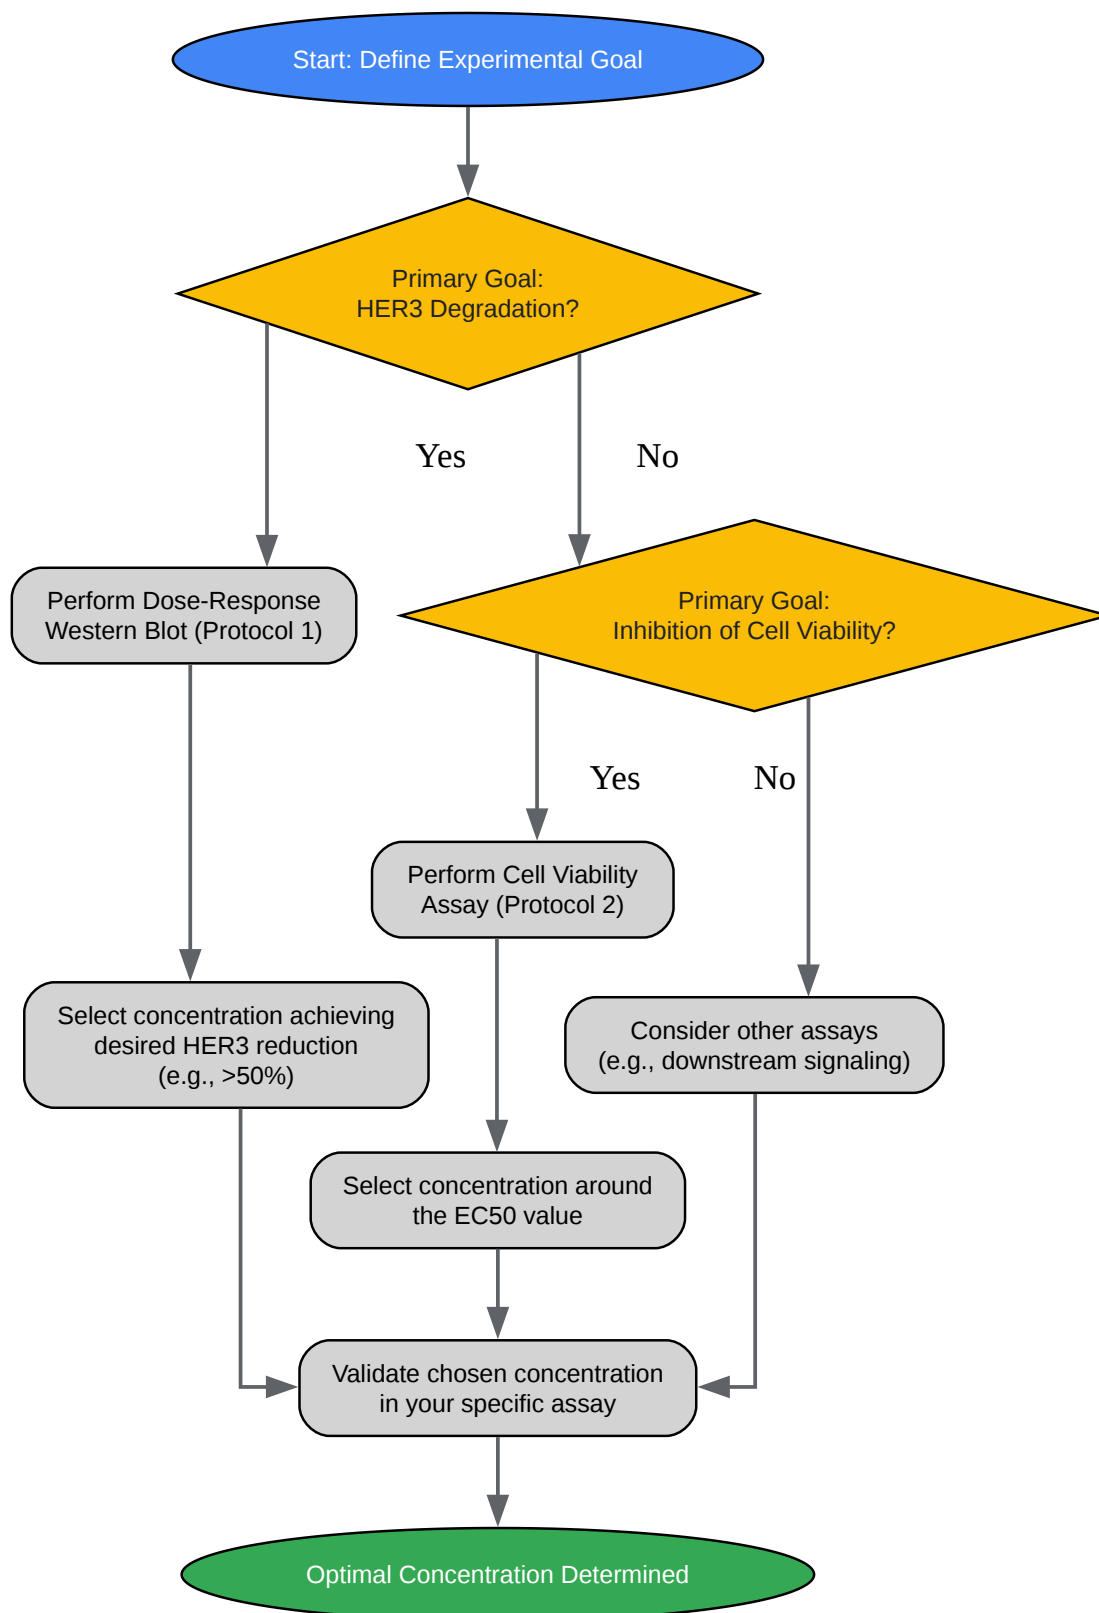 Start: Define Experimental Goal
Primary Goal:
HER3 Degradation?
Yes
No
Perform Dose-Response
Western Blot (Protocol 1)
Primary Goal:
Inhibition of Cell Viability?
Yes
No
Perform Cell Viability
Assay (Protocol 2)
Select concentration achieving
desired HER3 reduction
(e.g., >50%)
Consider other assays
(e.g., downstream signaling)
Select concentration around
the EC50 value
Validate chosen concentration
in your specific assay
Optimal Concentration Determined